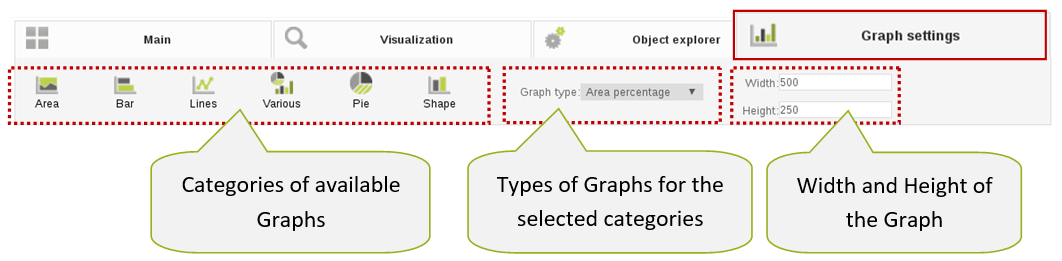 Main
Visualization
Object explorer
Graph settings
Area
Bar
Lines
Various
Pie
Shape
Graph type: Area percentage
Width: 500
Height: 250
Categories of available
Graphs
Types of Graphs for the
selected categories
Width and Height of
the Graph